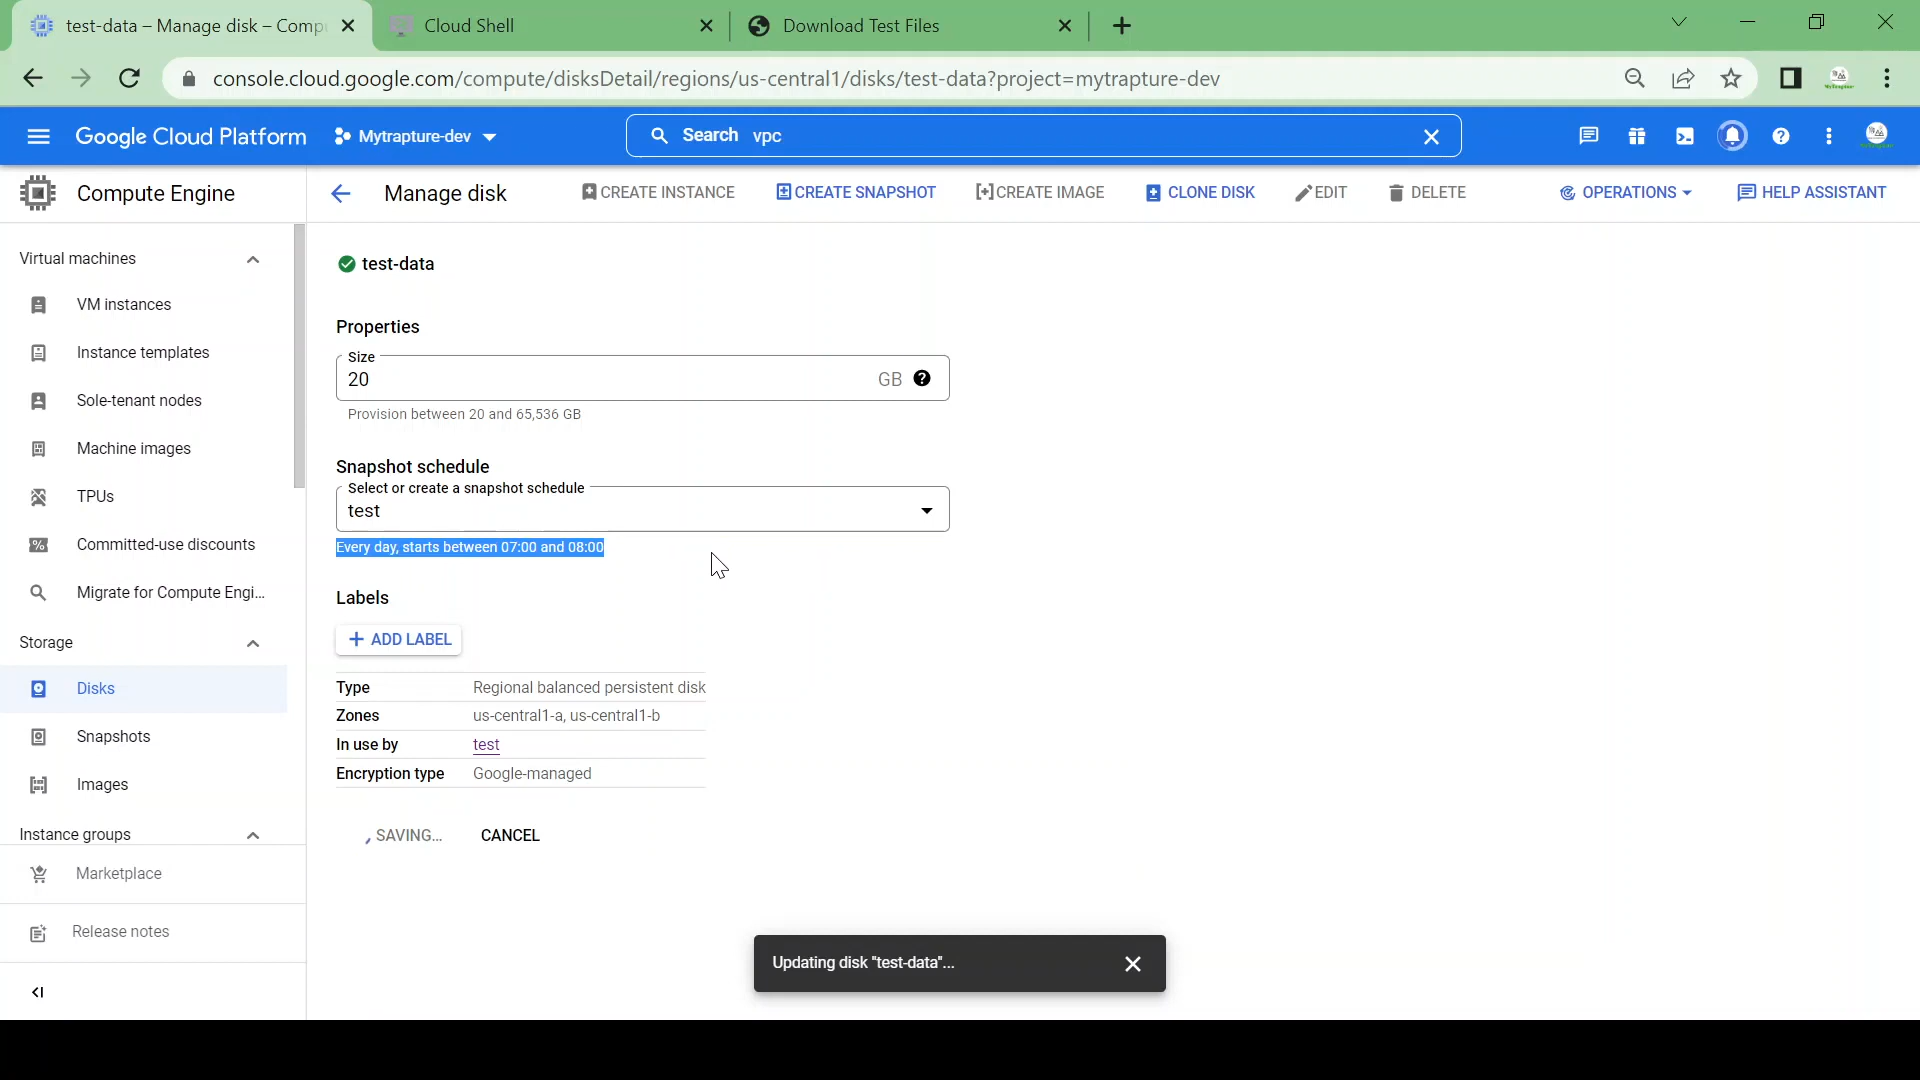 test-data – Manage disk – Comp
Cloud Shell
Download Test Files
console.cloud.google.com/compute/disksDetail/regions/us-central1/disks/test-data?project=mytrapture-dev
Google Cloud Platform
Mytrapture-dev
Search vpc
Compute Engine
Manage disk
CREATE INSTANCE
CREATE SNAPSHOT
CREATE IMAGE
CLONE DISK
EDIT
DELETE
OPERATIONS
HELP ASSISTANT
Virtual machines
VM instances
Instance templates
Sole-tenant nodes
Machine images
TPUs
Committed-use discounts
Migrate for Compute Engi...
Storage
Disks
Snapshots
Images
Instance groups
Marketplace
Release notes
test-data
Properties
Size
20 GB
Provision between 20 and 65,536 GB
Snapshot schedule
Select or create a snapshot schedule
test
Every day, starts between 07:00 and 08:00
Labels
ADD LABEL
Type Regional balanced persistent disk
Zones us-central1-a, us-central1-b
In use by test
Encryption type Google-managed
SAVING... CANCEL
Updating disk "test-data"...